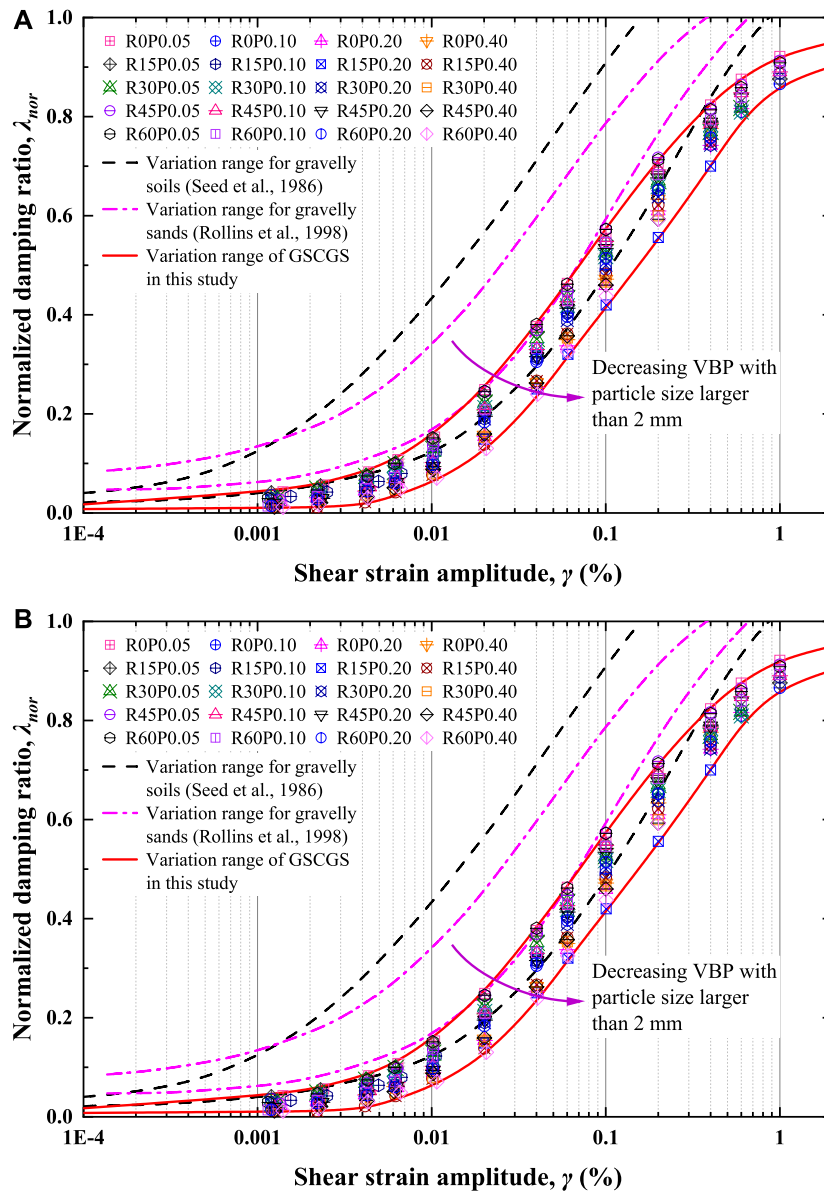 A
1.0
0.8
0.6
0.4
0.2
0.0
Normalized damping ratio, λnor
R0P0.05 R0P0.10 R0P0.20 R0P0.40
R15P0.05 R15P0.10 R15P0.20 R15P0.40
R30P0.05 R30P0.10 R30P0.20 R30P0.40
R45P0.05 R45P0.10 R45P0.20 R45P0.40
R60P0.05 R60P0.10 R60P0.20 R60P0.40
Variation range for gravelly
soils (Seed et al., 1986)
Variation range for gravelly
sands (Rollins et al., 1998)
Variation range of GSCGS
in this study
Decreasing VBP with
particle size larger
than 2 mm
1E-4 0.001 0.01 0.1 1
Shear strain amplitude, γ (%)
B
1.0
0.8
0.6
0.4
0.2
0.0
Normalized damping ratio, λnor
R0P0.05 R0P0.10 R0P0.20 R0P0.40
R15P0.05 R15P0.10 R15P0.20 R15P0.40
R30P0.05 R30P0.10 R30P0.20 R30P0.40
R45P0.05 R45P0.10 R45P0.20 R45P0.40
R60P0.05 R60P0.10 R60P0.20 R60P0.40
Variation range for gravelly
soils (Seed et al., 1986)
Variation range for gravelly
sands (Rollins et al., 1998)
Variation range of GSCGS
in this study
Decreasing VBP with
particle size larger
than 2 mm
1E-4 0.001 0.01 0.1 1
Shear strain amplitude, γ (%)